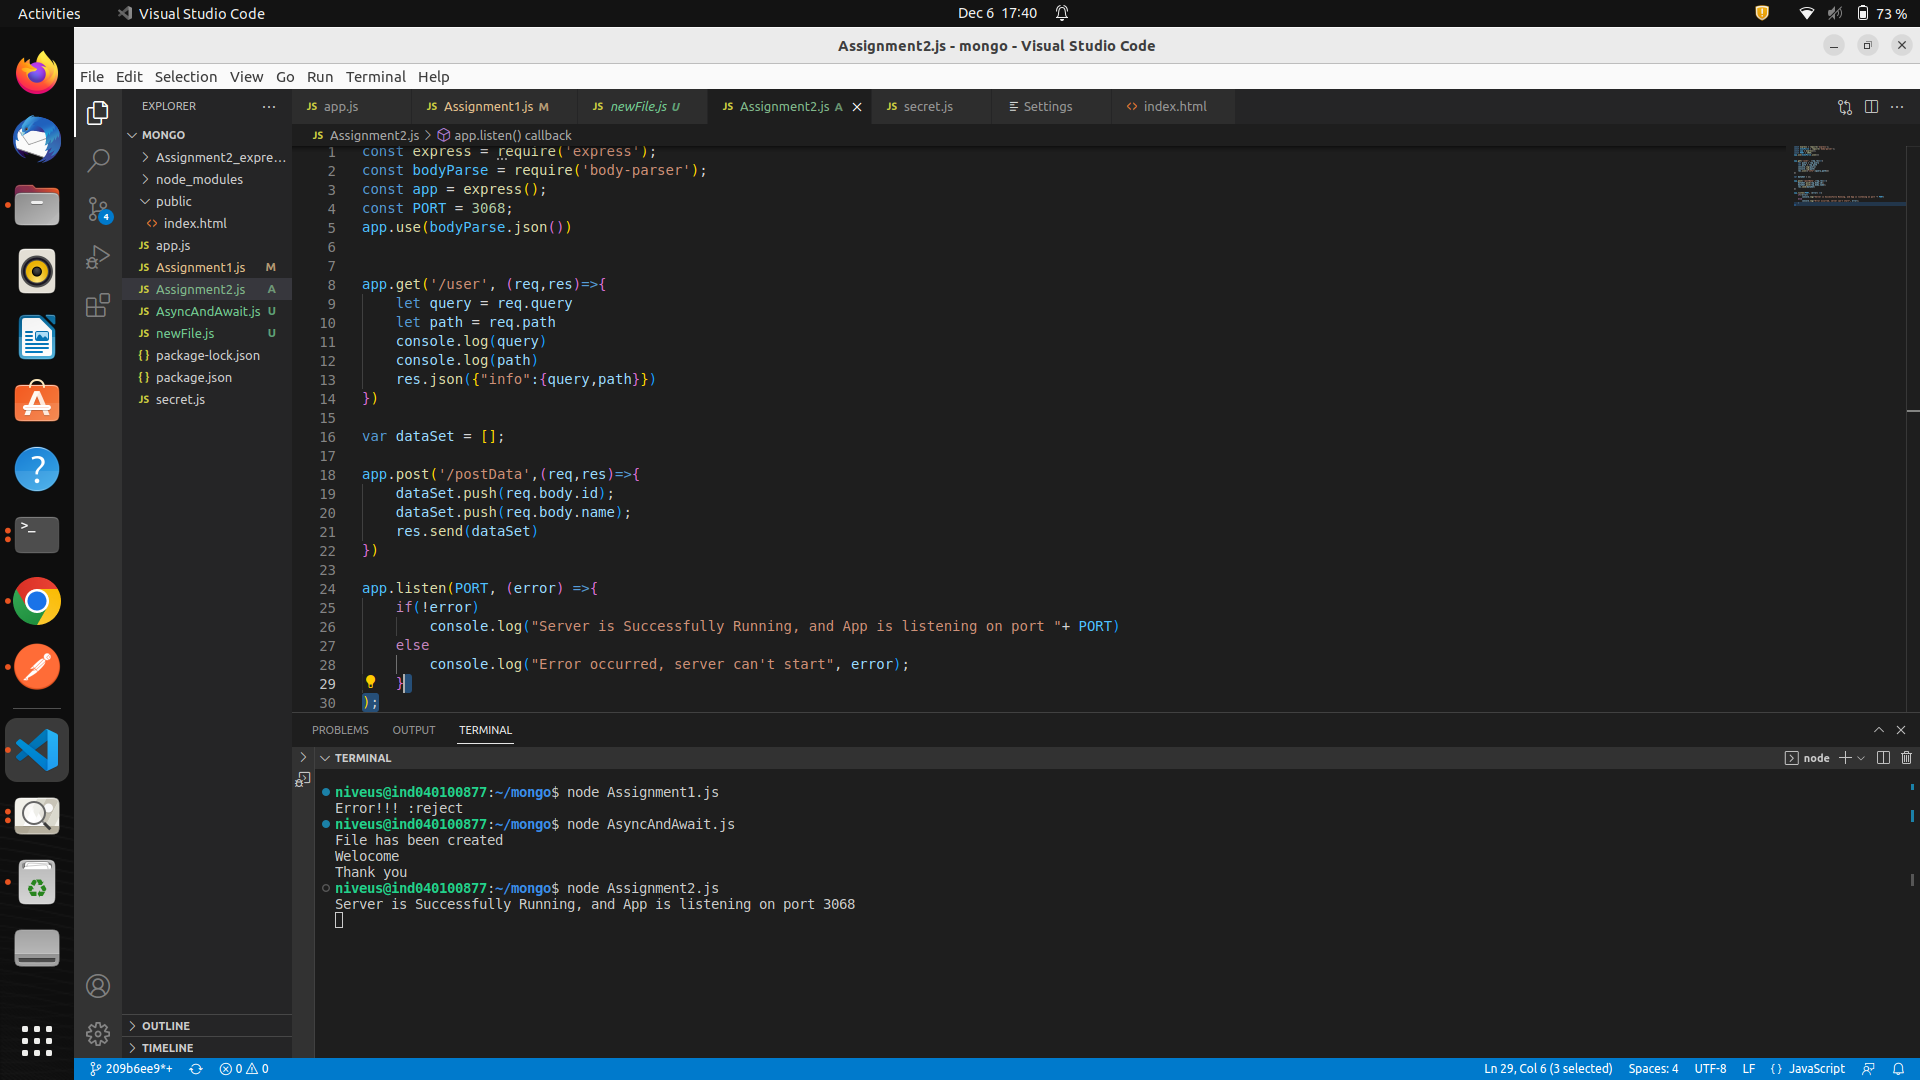 Activities
Visual Studio Code
Dec 6 17:40
73 %
Assignment2.js - mongo - Visual Studio Code
File Edit Selection View Go Run Terminal Help
EXPLORER
MONGO
Assignment2_expre...
node_modules
public
<> index.html
JS app.js
JS Assignment1.js M
JS Assignment2.js A
JS AsyncAndAwait.js U
JS newFile.js U
{} package-lock.json
{} package.json
JS secret.js
OUTLINE
TIMELINE
4
JS app.js
JS Assignment1.js M
JS newFile.js U
JS Assignment2.js A
JS secret.js
Settings
<> index.html
JS Assignment2.js > app.listen() callback
1 const express = require('express');
2 const bodyParse = require('body-parser');
3 const app = express();
4 const PORT = 3068;
5 app.use(bodyParse.json())
6
7
8 app.get('/user', (req,res)=>{
9 let query = req.query
10 let path = req.path
11 console.log(query)
12 console.log(path)
13 res.json({"info":{query,path}})
14 })
15
16 var dataSet = [];
17
18 app.post('/postData',(req,res)=>{
19 dataSet.push(req.body.id);
20 dataSet.push(req.body.name);
21 res.send(dataSet)
22 })
23
24 app.listen(PORT, (error) =>{
25 if(!error)
26 console.log("Server is Successfully Running, and App is listening on port "+ PORT)
27 else
28 console.log("Error occurred, server can't start", error);
29 }
30 );
PROBLEMS OUTPUT TERMINAL
TERMINAL
node
niveus@ind040100877:~/mongo$ node Assignment1.js
Error!!! :reject
niveus@ind040100877:~/mongo$ node AsyncAndAwait.js
File has been created
Welocome
Thank you
niveus@ind040100877:~/mongo$ node Assignment2.js
Server is Successfully Running, and App is listening on port 3068
209b6ee9*+
0 0
Ln 29, Col 6 (3 selected)
Spaces: 4
UTF-8
LF
{} JavaScript